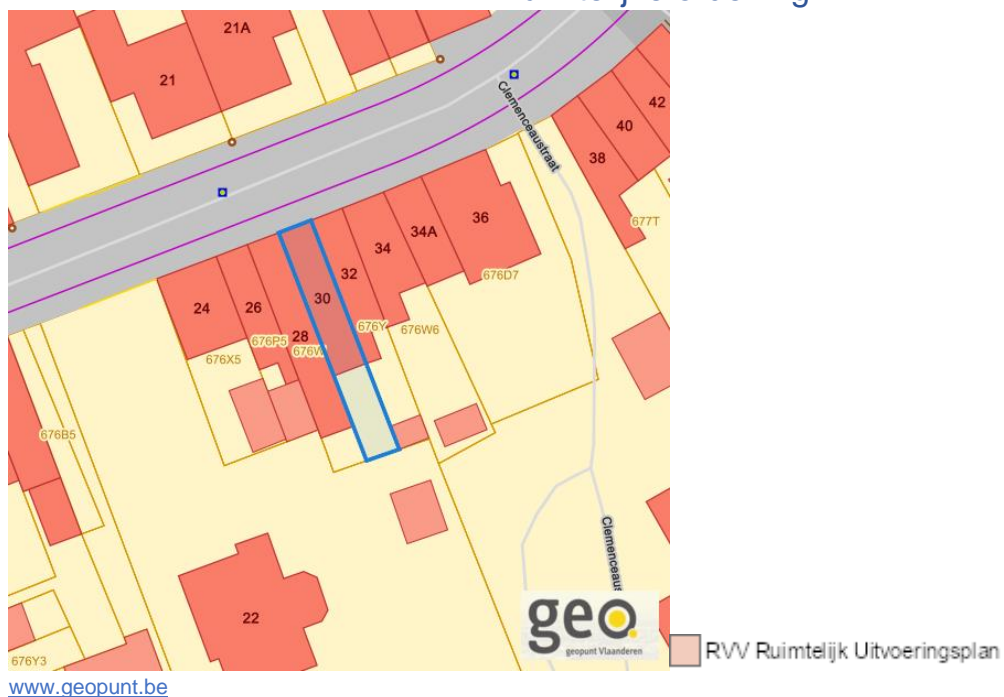 21A
21
42
40
38
Clemenceaustraat
677T
36
34A
34
676D7
32
30
24
26
28
676P5
676Y
676W6
676X5
676B5
Clemenceaus
22
geo
geopunt Vlaanderen
676Y3
RVV Ruimtelijk Uitvoeringsplan
www.geopunt.be